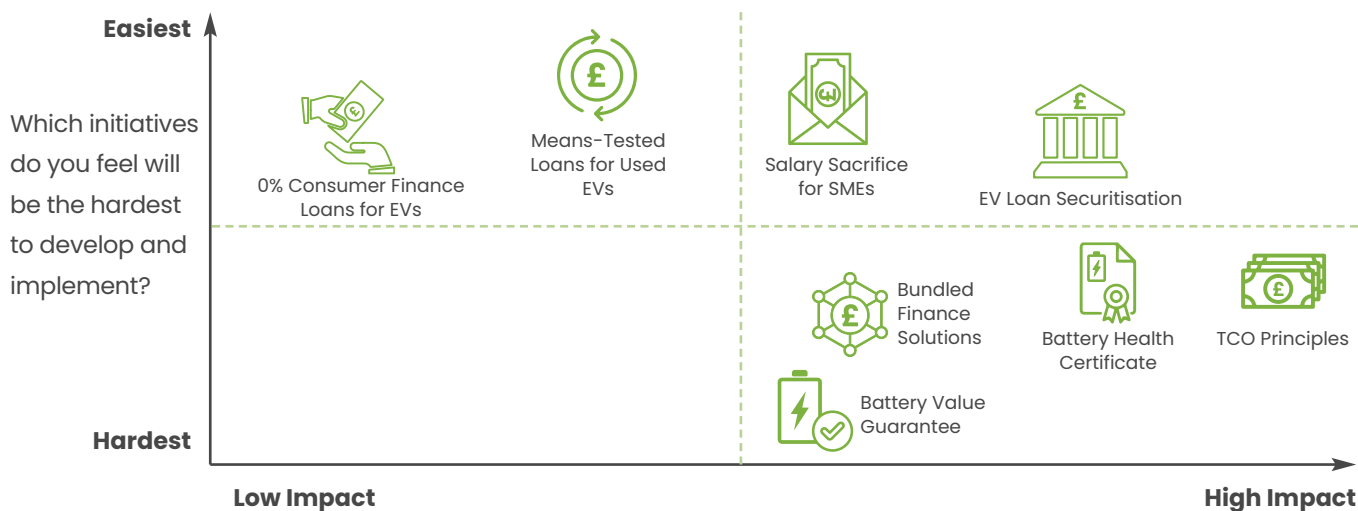 Easiest
Which initiatives
do you feel will
be the hardest
to develop and
implement?
Hardest
£
0% Consumer Finance
Loans for EVs
£
Means-Tested
Loans for Used
EVs
£
Salary Sacrifice
for SMEs
£
EV Loan Securitisation
£
Bundled
Finance
Solutions
Battery Health
Certificate
£
TCO Principles
Battery Value
Guarantee
Low Impact
High Impact